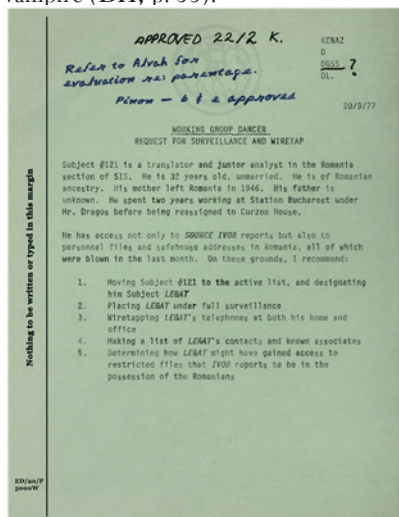 vampire
APPROVED 22/2 K.
KENAZ
D
DGSS ?
OL.
Refer to Alvah for
evaluation re: parentage.
Pinon — b & e approved
20/9/77
WORKING GROUP DANCER
REQUEST FOR SURVEILLANCE AND WIRETAP
Subject #121 is a translator and junior analyst in the Romania
section of SIS. He is 32 years old, unmarried. He is of Romanian
ancestry. His mother left Romania in 1946. His father is
unknown. He spent two years working at Station Bucharest under
Mr. Dragos before being reassigned to Curzon House.
He has access not only to SOURCE IVOR reports but also to
personnel files and safehouse addresses in Romania, all of which
were blown in the last month. On these grounds, I recommend:
1. Moving Subject #121 to the active list, and designating
him Subject LEGAT
2. Placing LEGAT under full surveillance
3. Wiretapping LEGAT's telephones at both his home and
office
4. Making a list of LEGAT's contacts and known associates
5. Determining how LEGAT might have gained access to
restricted files that IVOR reports to be in the
possession of the Romanians
Nothing to be written or typed in this margin
ED/20/P
5000W